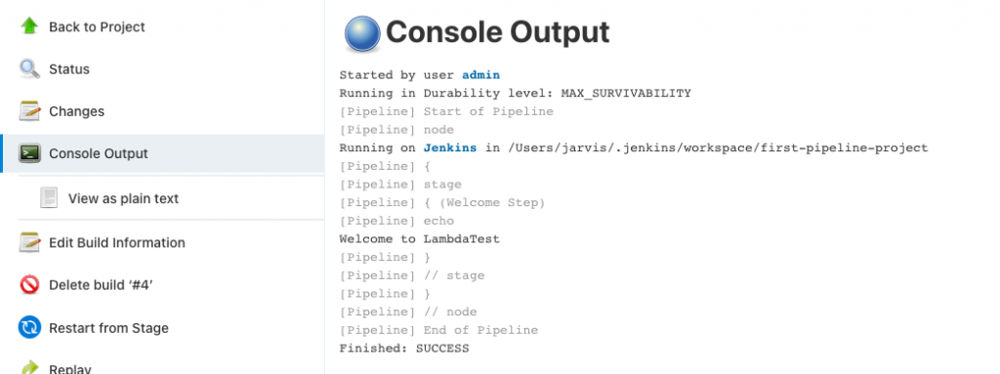 Back to Project
Status
Changes
Console Output
View as plain text
Edit Build Information
Delete build ‘#4’
Restart from Stage
Replay
Console Output
Started by user admin
Running in Durability level: MAX_SURVIVABILITY
[Pipeline] Start of Pipeline
[Pipeline] node
Running on Jenkins in /Users/jarvis/.jenkins/workspace/first-pipeline-project
[Pipeline] {
[Pipeline] stage
[Pipeline] { (Welcome Step)
[Pipeline] echo
Welcome to LambdaTest
[Pipeline] }
[Pipeline] // stage
[Pipeline] }
[Pipeline] // node
[Pipeline] End of Pipeline
Finished: SUCCESS